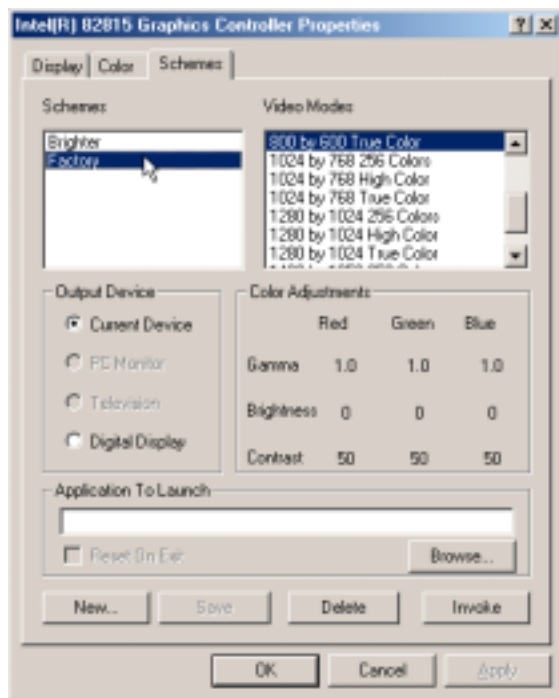 Intel(R) 82815 Graphics Controller Properties
Display Color Schemes
Schemes
Brighter
Factory
Video Modes
800 by 600 True Color
1024 by 768 256 Colors
1024 by 768 High Color
1024 by 768 True Color
1280 by 1024 256 Colors
1280 by 1024 High Color
1280 by 1024 True Color
Output Device
Current Device
PC Monitor
Television
Digital Display
Color Adjustments
Red Green Blue
Gamma 1.0 1.0 1.0
Brightness 0 0 0
Contrast 50 50 50
Application To Launch
Reset On Exit
Browse...
New... Save Delete Invoke
OK Cancel Apply